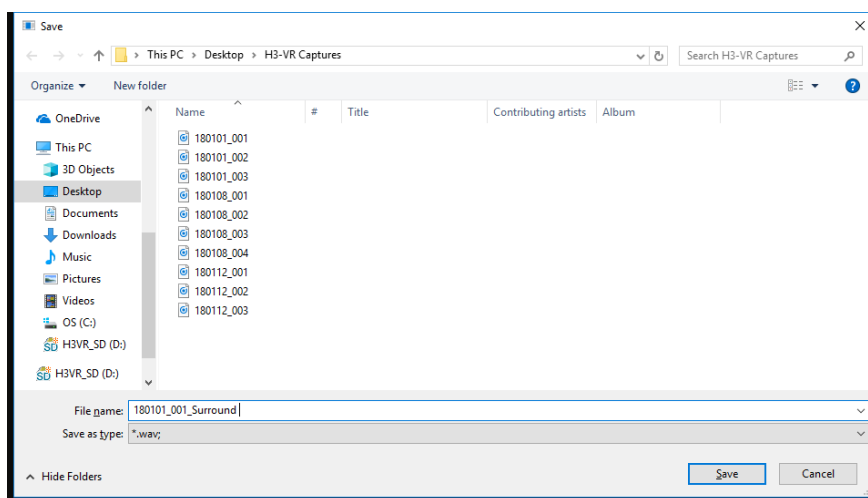 Save
This PC > Desktop > H3-VR Captures
Search H3-VR Captures
Organize
New folder
Name # Title Contributing artists Album
OneDrive
This PC
3D Objects
Desktop
Documents
Downloads
Music
Pictures
Videos
OS (C:)
H3VR_SD (D:)
H3VR_SD (D:)
180101_001
180101_002
180101_003
180108_001
180108_002
180108_003
180108_004
180112_001
180112_002
180112_003
File name: 180101_001_Surround
Save as type: *.wav;
Hide Folders
Save
Cancel